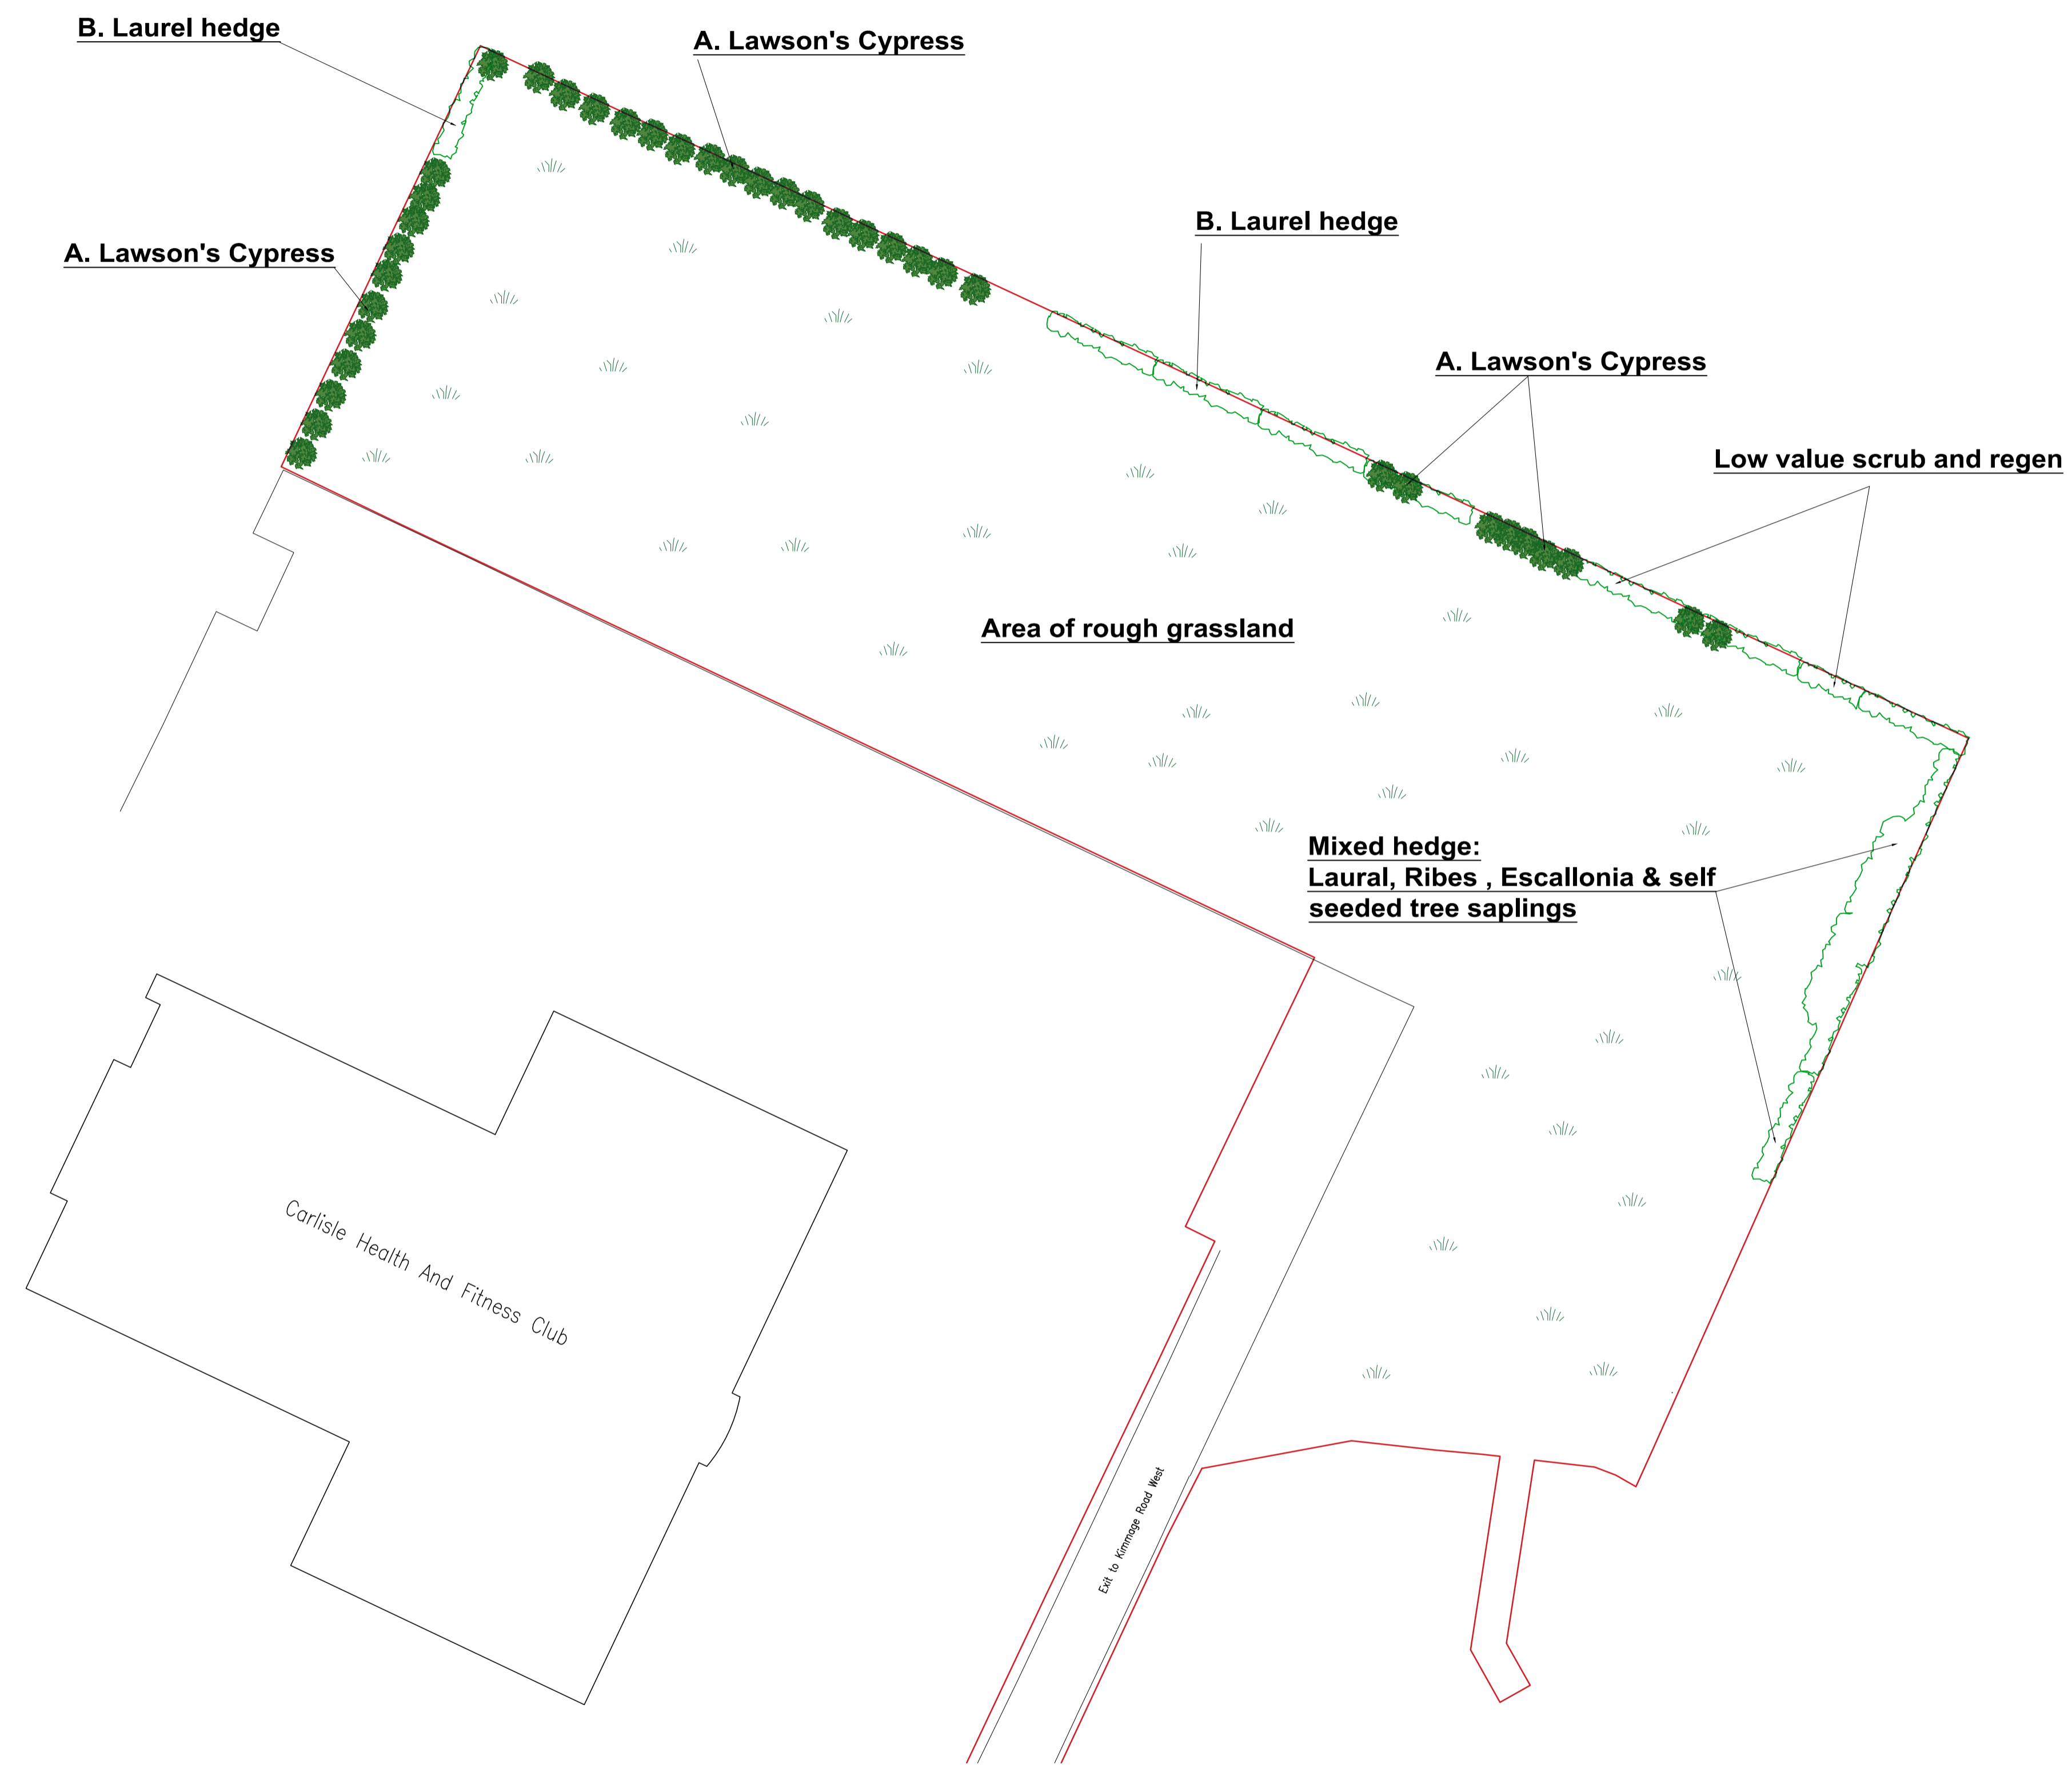 B. Laurel hedge
A. Lawson's Cypress
B. Laurel hedge
A. Lawson's Cypress
A. Lawson's Cypress
Low value scrub and regen
Area of rough grassland
Mixed hedge:
Laural, Ribes , Escallonia & self
seeded tree saplings
Carlisle Health And Fitness Club
Exit to Kimmage Road West